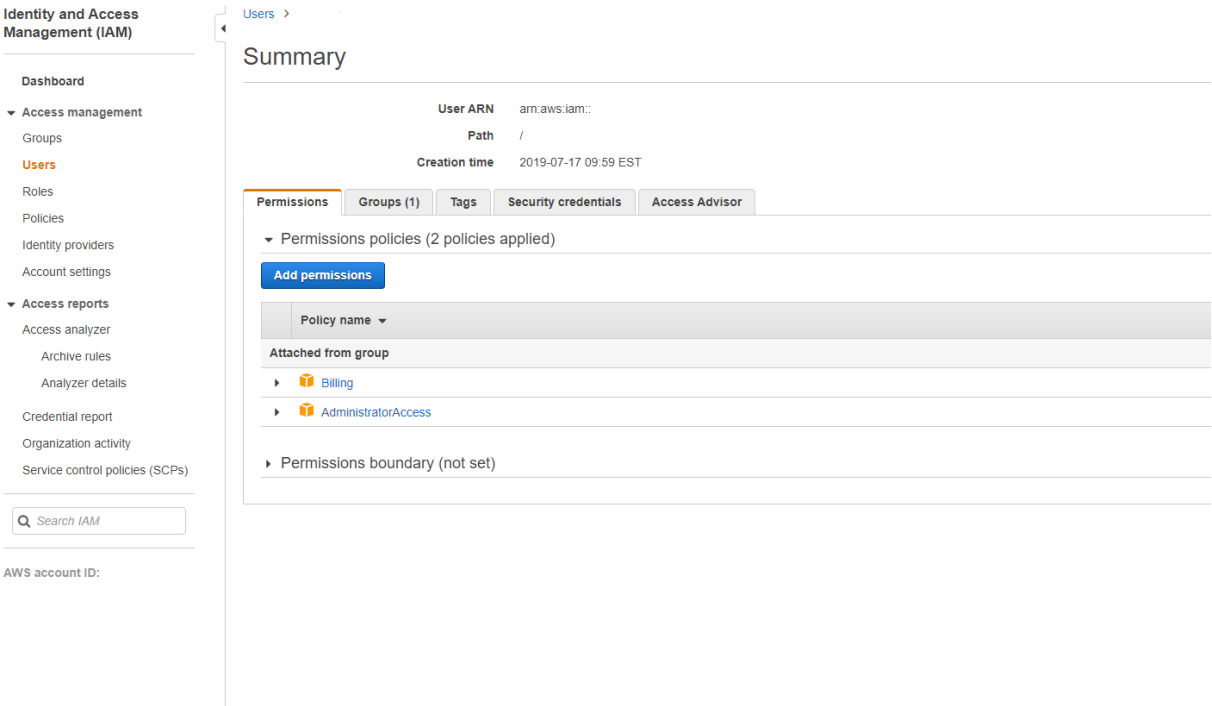 Identity and Access
Management (IAM)
Dashboard
Access management
Groups
Users
Roles
Policies
Identity providers
Account settings
Access reports
Access analyzer
Archive rules
Analyzer details
Credential report
Organization activity
Service control policies (SCPs)
Search IAM
AWS account ID:
Users >
Summary
User ARN arn:aws:iam::
Path /
Creation time 2019-07-17 09:59 EST
Permissions Groups (1) Tags Security credentials Access Advisor
Permissions policies (2 policies applied)
Add permissions
Policy name
Attached from group
Billing
AdministratorAccess
Permissions boundary (not set)